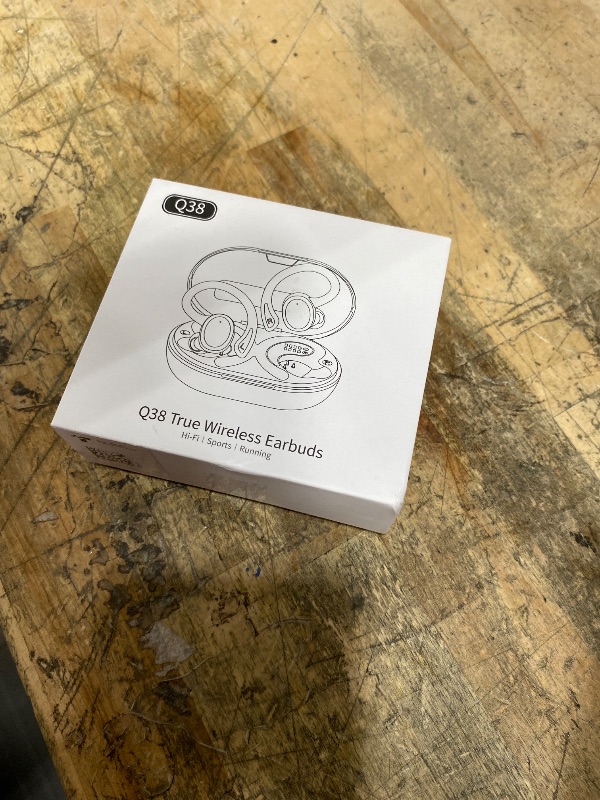 Q38
Q38 True Wireless Earbuds
Hi-Fi | Sports | Running